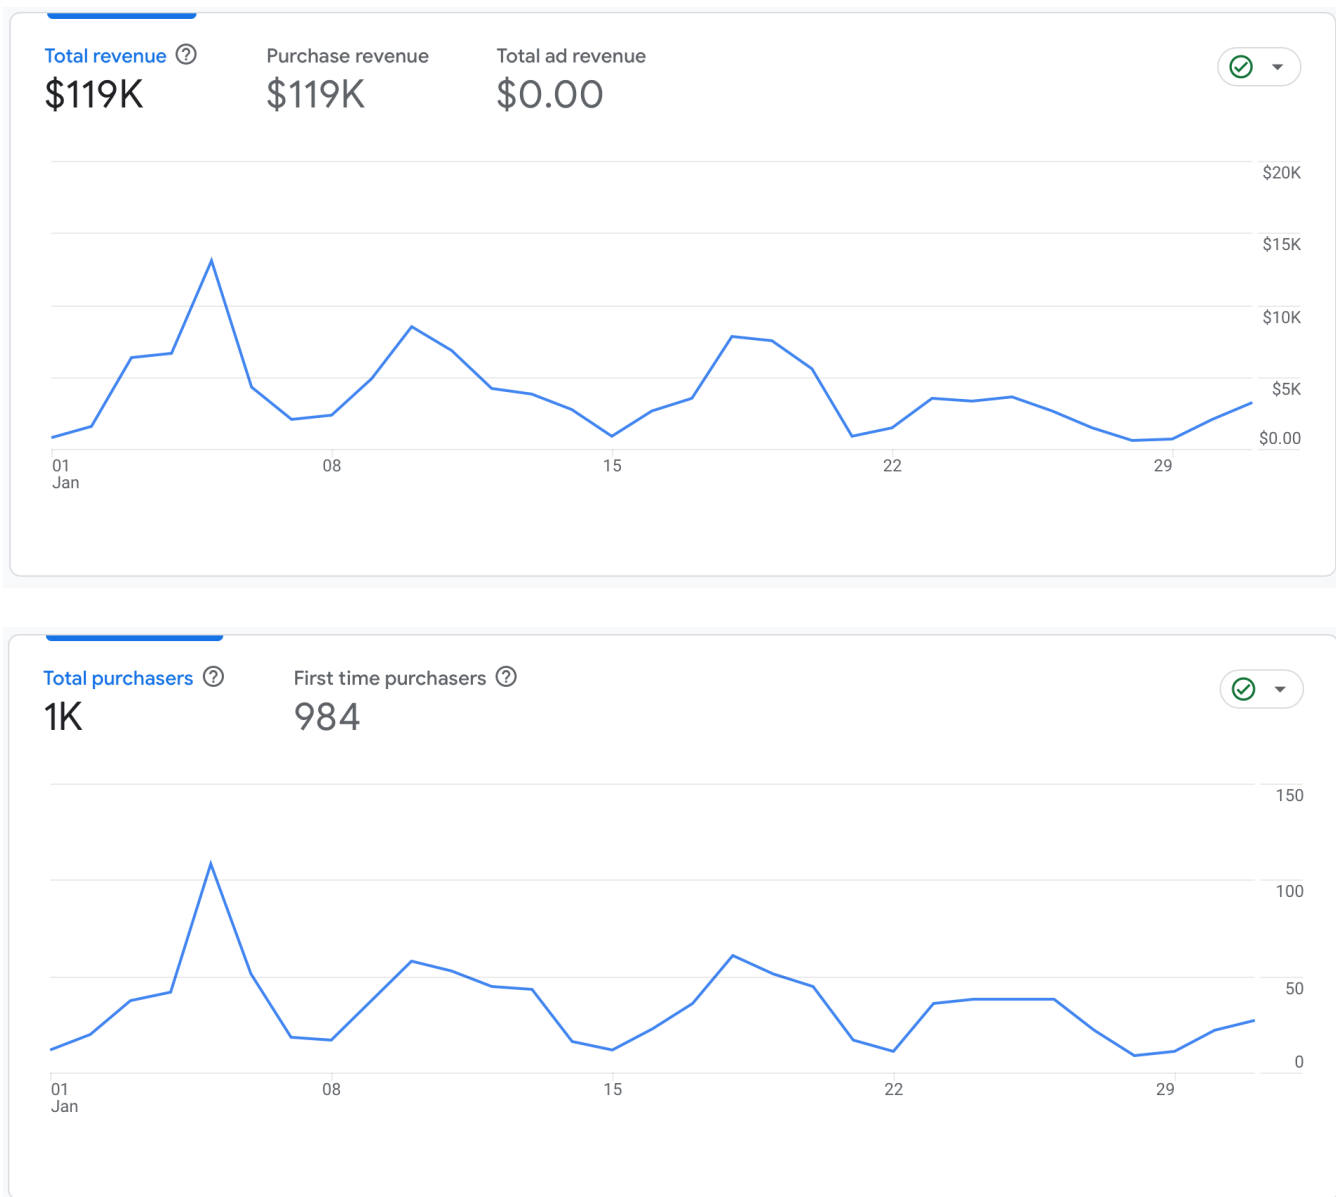 Total revenue
Purchase revenue
Total ad revenue
$119K
$119K
$0.00
$20K
$15K
$10K
$5K
$0.00
01
Jan
08
15
22
29
Total purchasers
First time purchasers
1K
984
150
100
50
0
01
Jan
08
15
22
29